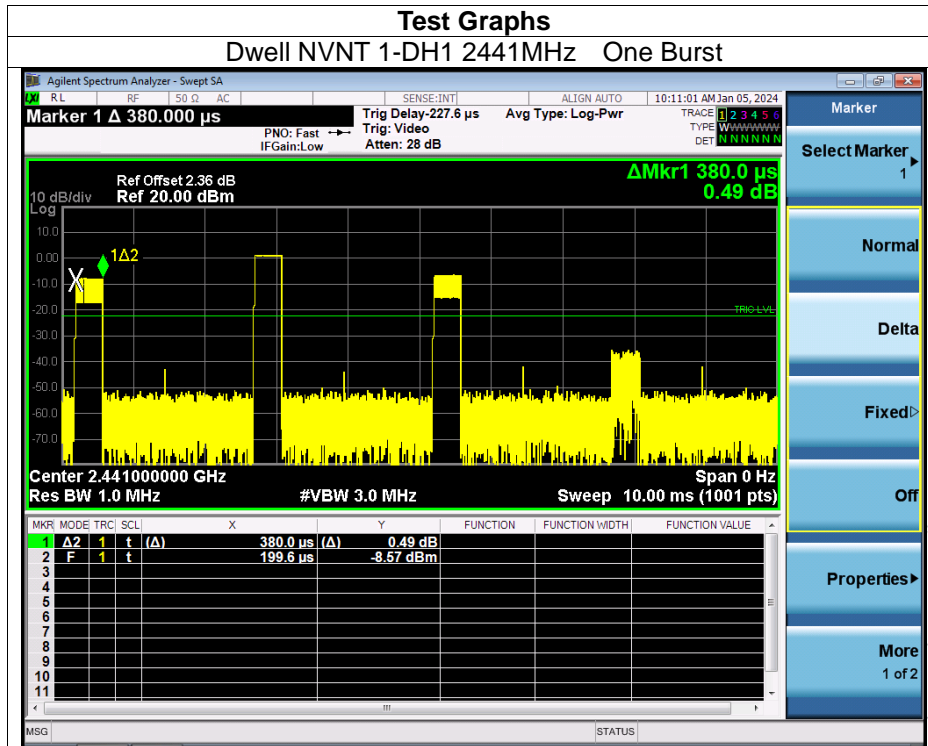 Test Graphs
Dwell NVNT 1-DH1 2441MHz One Burst
Agilent Spectrum Analyzer - Swept SA
LXI RL RF 50 Ω AC SENSE:INT ALIGN AUTO 10:11:01 AM Jan 05, 2024
Marker 1 Δ 380.000 µs
PNO: Fast
IFGain:Low
Trig Delay-227.6 µs
Trig: Video
Atten: 28 dB
Avg Type: Log-Pwr
TRACE 1 2 3 4 5 6
TYPE WWWWWWW
DET N N N N N N
ΔMkr1 380.0 µs
0.49 dB
Ref Offset 2.36 dB
10 dB/div Ref 20.00 dBm
Log
10.0
0.00
-10.0
-20.0
-30.0
-40.0
-50.0
-60.0
-70.0
X
1Δ2
TRIG LVL
Center 2.441000000 GHz Span 0 Hz
Res BW 1.0 MHz #VBW 3.0 MHz Sweep 10.00 ms (1001 pts)
MKR MODE TRC SCL X Y FUNCTION FUNCTION WIDTH FUNCTION VALUE
1 Δ2 1 t (Δ) 380.0 µs (Δ) 0.49 dB
2 F 1 t 199.6 µs -8.57 dBm
3
4
5
6
7
8
9
10
11
MSG STATUS
Marker
Select Marker
1
Normal
Delta
Fixed
Off
Properties
More
1 of 2